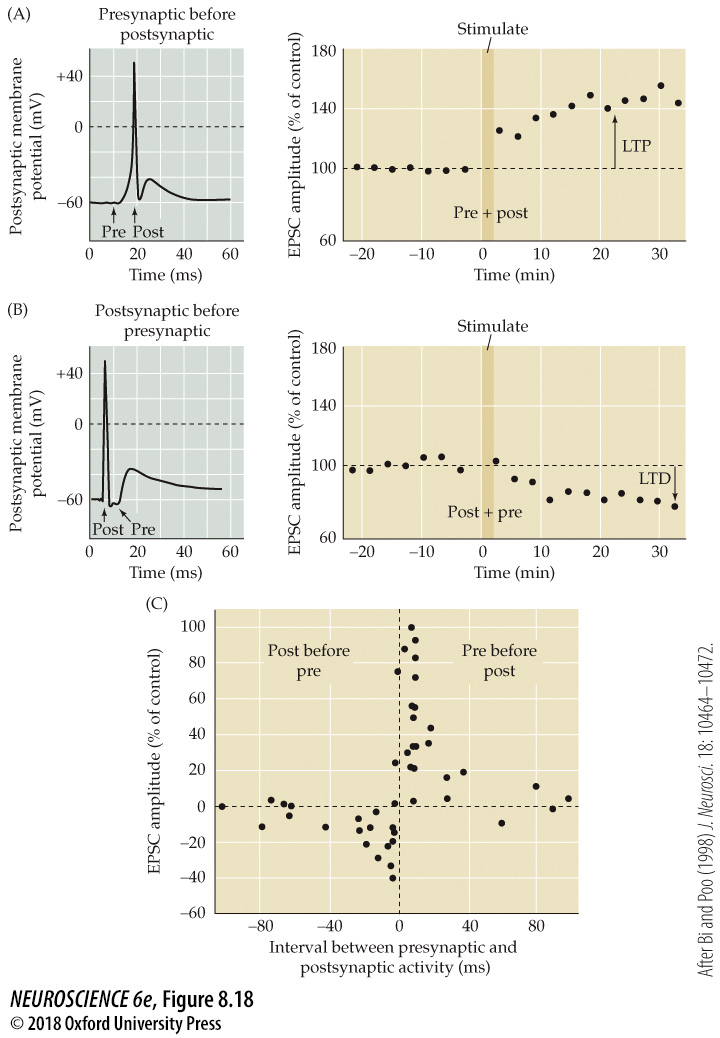 (A)
Presynaptic before
postsynaptic
Postsynaptic membrane
potential (mV)
+40
0
−60
Pre Post
0 20 40 60
Time (ms)
Stimulate
EPSC amplitude (% of control)
180
140
100
60
LTP
Pre + post
−20 −10 0 10 20 30
Time (min)
(B)
Postsynaptic before
presynaptic
Postsynaptic membrane
potential (mV)
+40
0
−60
Post Pre
0 20 40 60
Time (ms)
Stimulate
EPSC amplitude (% of control)
180
140
100
60
LTD
Post + pre
−20 −10 0 10 20 30
Time (min)
(C)
EPSC amplitude (% of control)
100
80
60
40
20
0
−20
−40
−60
Post before
pre
Pre before
post
−80 −40 0 40 80
Interval between presynaptic and
postsynaptic activity (ms)
After Bi and Poo (1998) J. Neurosci. 18: 10464–10472.
NEUROSCIENCE 6e, Figure 8.18
© 2018 Oxford University Press